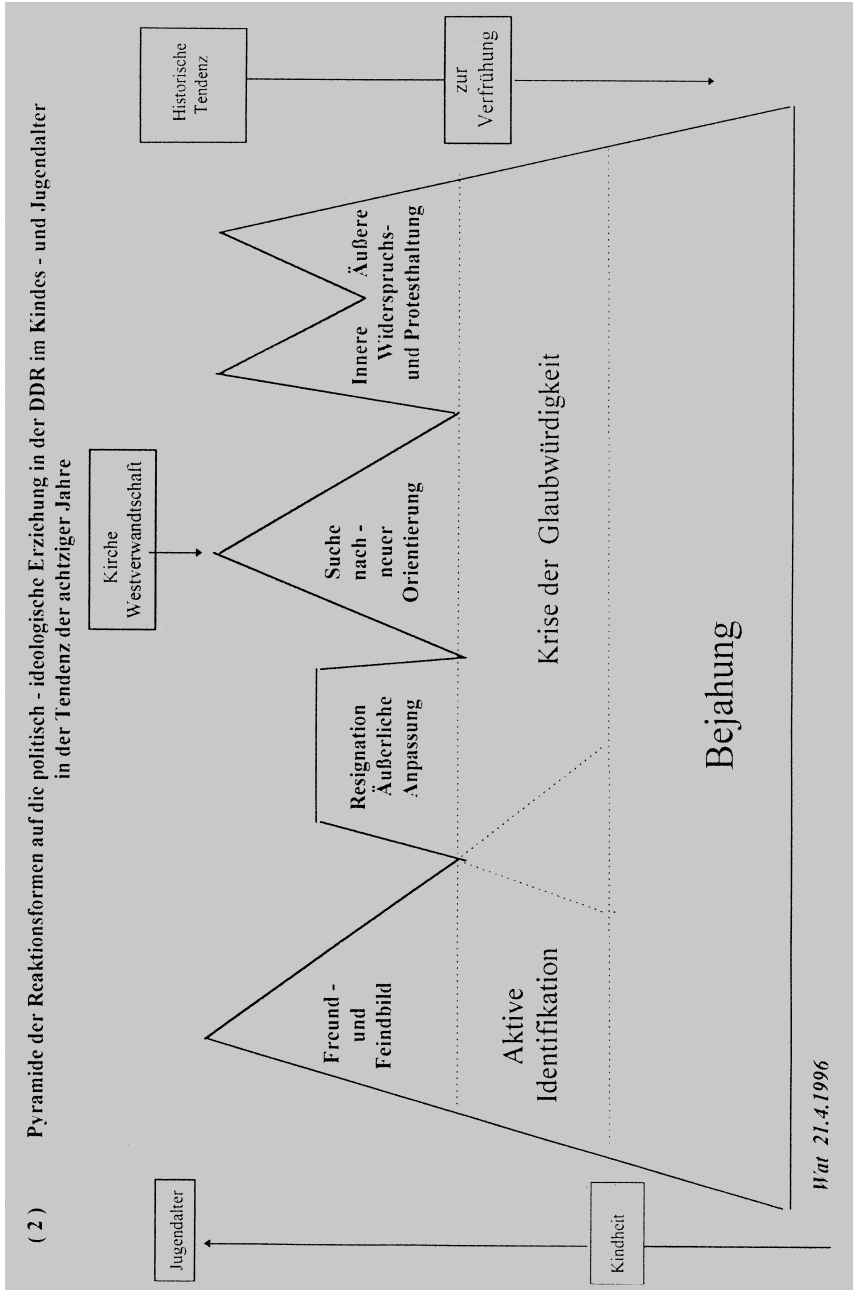 ( 2 ) Pyramide der Reaktionsformen auf die politisch - ideologische Erziehung in der DDR im Kindes - und Jugendalter
in der Tendenz der achtziger Jahre
Jugendalter
Kirche
Westverwandtschaft
Historische
Tendenz
Freund -
und
Feindbild
Resignation
Äußerliche
Anpassung
Suche
nach -
neuer
Orientierung
Innere Äußere
Widerspruchs-
und Protesthaltung
zur
Verfrühung
Aktive
Identifikation
Krise der Glaubwürdigkeit
Kindheit
Bejahung
Wat 21.4.1996